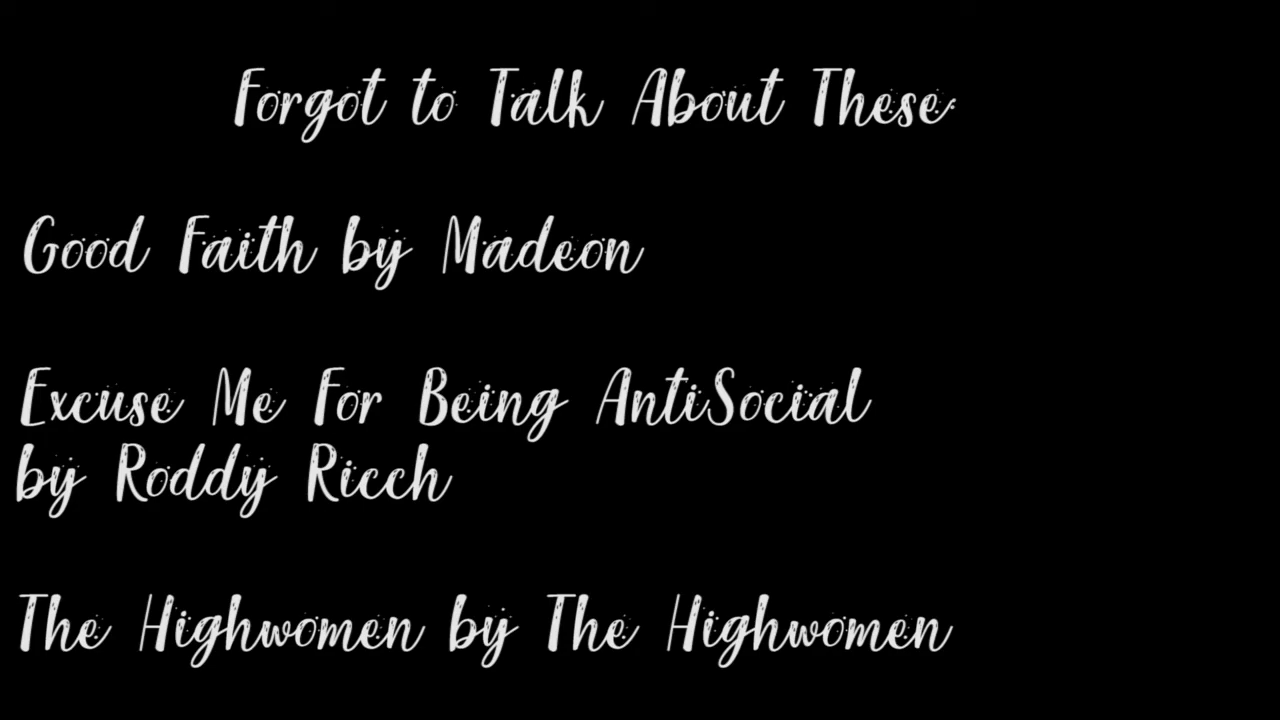 Forgot to Talk About These:
Good Faith by Madeon
Excuse Me For Being AntiSocial
by Roddy Ricch
The Highwomen by The Highwomen